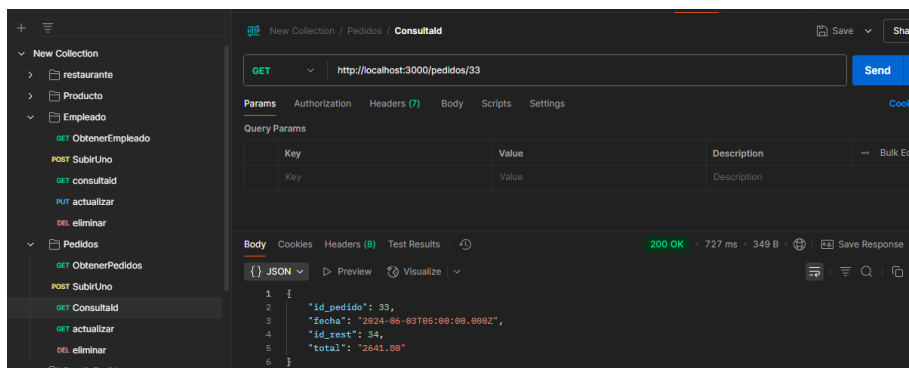 New Collection / Pedidos / ConsultaId
Save
Sha
New Collection
restaurante
Producto
Empleado
GET ObtenerEmpleado
POST SubirUno
GET consultaid
PUT actualizar
DEL eliminar
Pedidos
GET ObtenerPedidos
POST SubirUno
GET ConsultaId
GET actualizar
DEL eliminar
GET http://localhost:3000/pedidos/33 Send
Params Authorization Headers (7) Body Scripts Settings Cook
Query Params
Key Value Description Bulk Ed
Key Value Description
Body Cookies Headers (8) Test Results 200 OK 727 ms 349 B Save Response
{} JSON Preview Visualize
1 {
2 "id_pedido": 33,
3 "fecha": "2024-06-03T06:00:00.000Z",
4 "id_rest": 34,
5 "total": "2641.80"
6 }